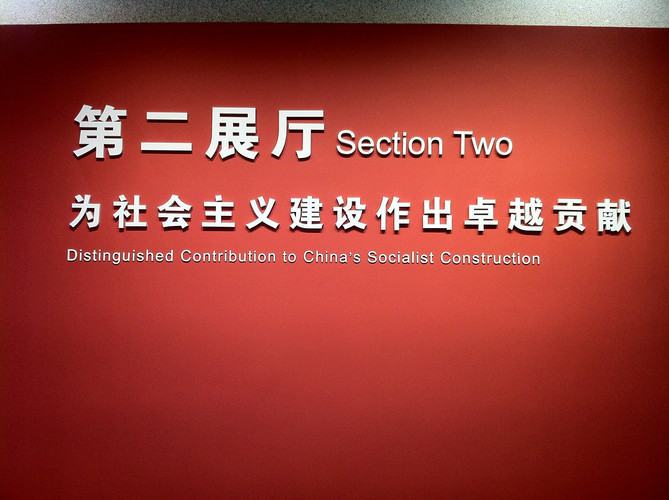 第二展厅 Section Two
为社会主义建设作出卓越贡献
Distinguished Contribution to China's Socialist Construction